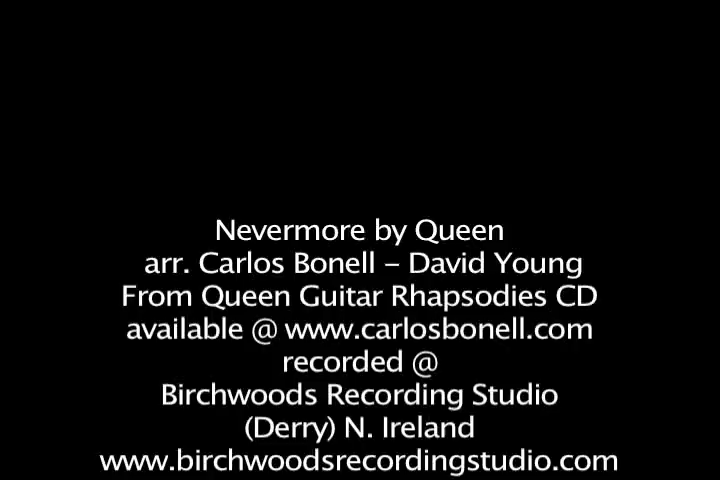 Nevermore by Queen
arr. Carlos Bonell – David Young
From Queen Guitar Rhapsodies CD
available @ www.carlosbonell.com
recorded @
Birchwoods Recording Studio
(Derry) N. Ireland
www.birchwoodsrecordingstudio.com